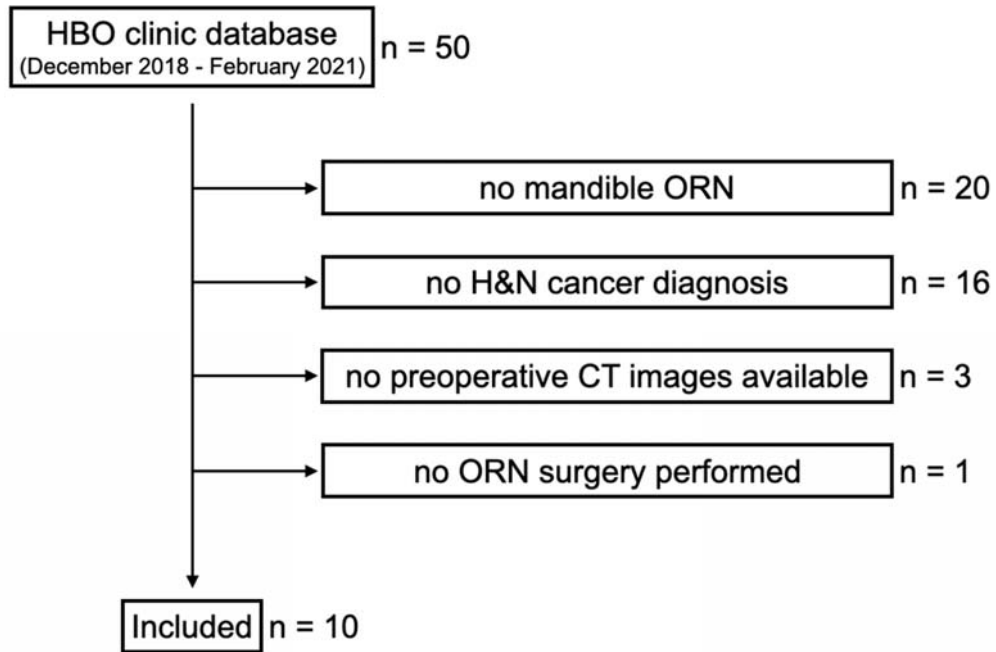 HBO clinic database
(December 2018 - February 2021)
n = 50
no mandible ORN
n = 20
no H&N cancer diagnosis
n = 16
no preoperative CT images available
n = 3
no ORN surgery performed
n = 1
Included
n = 10